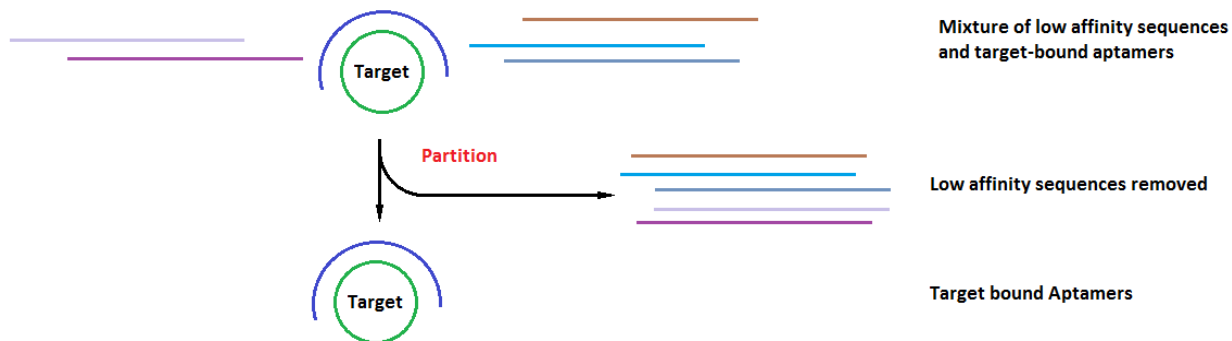 Mixture of low affinity sequences
and target-bound aptamers
Target
Partition
Low affinity sequences removed
Target
Target bound Aptamers